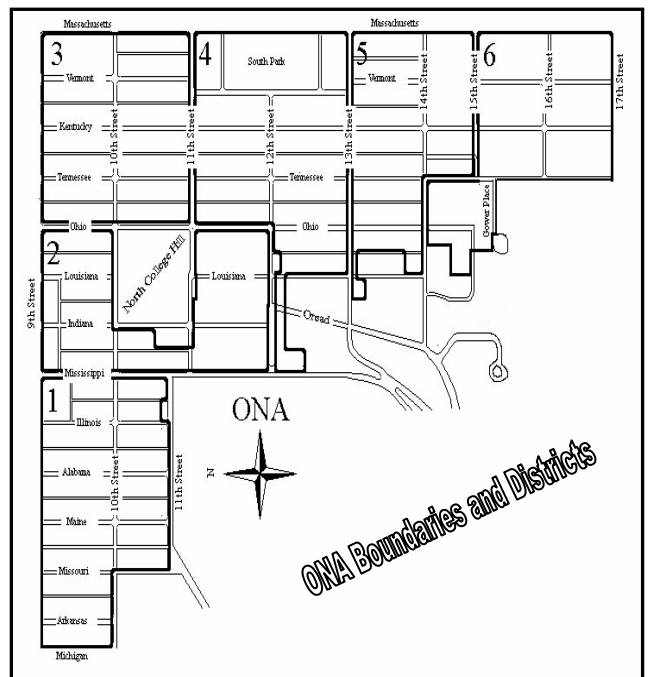 Massachusetts
Massachusetts
3
4
5
6
South Park
Vermont
Vermont
10th Street
11th Street
12th Street
13th Street
14th Street
15th Street
16th Street
17th Street
Kentucky
Tennessee
Tennessee
Ohio
Ohio
Gower Place
2
North College Hill
Louisiana
Louisiana
9th Street
Indiana
Oread
Mississippi
1
ONA
Illinois
N
10th Street
11th Street
Alabama
Maine
ONA Boundaries and Districts
Missouri
Arkansas
Michigan